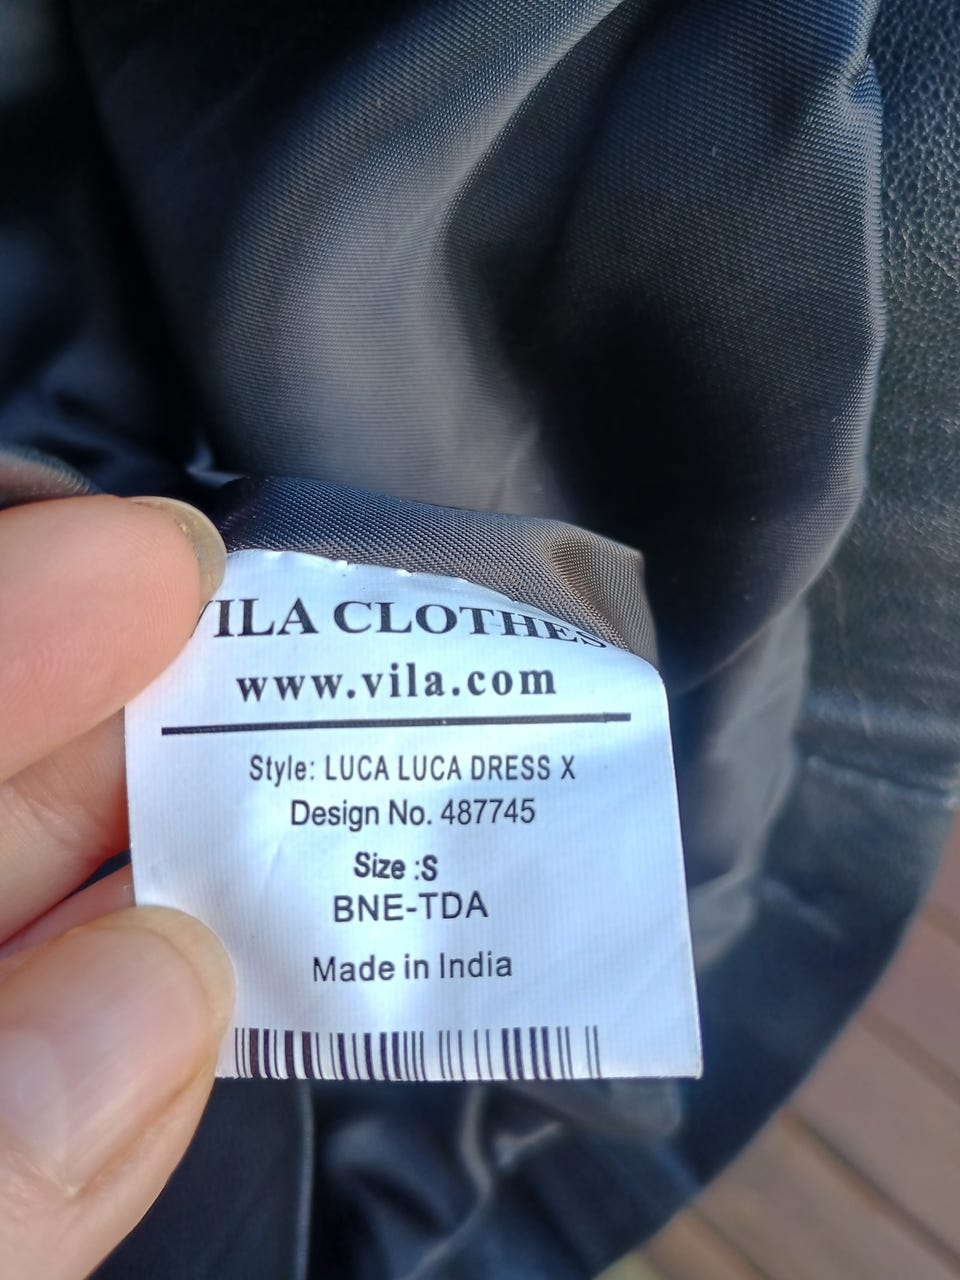 VILA CLOTHES
www.vila.com
Style: LUCA LUCA DRESS X
Design No. 487745
Size :S
BNE-TDA
Made in India